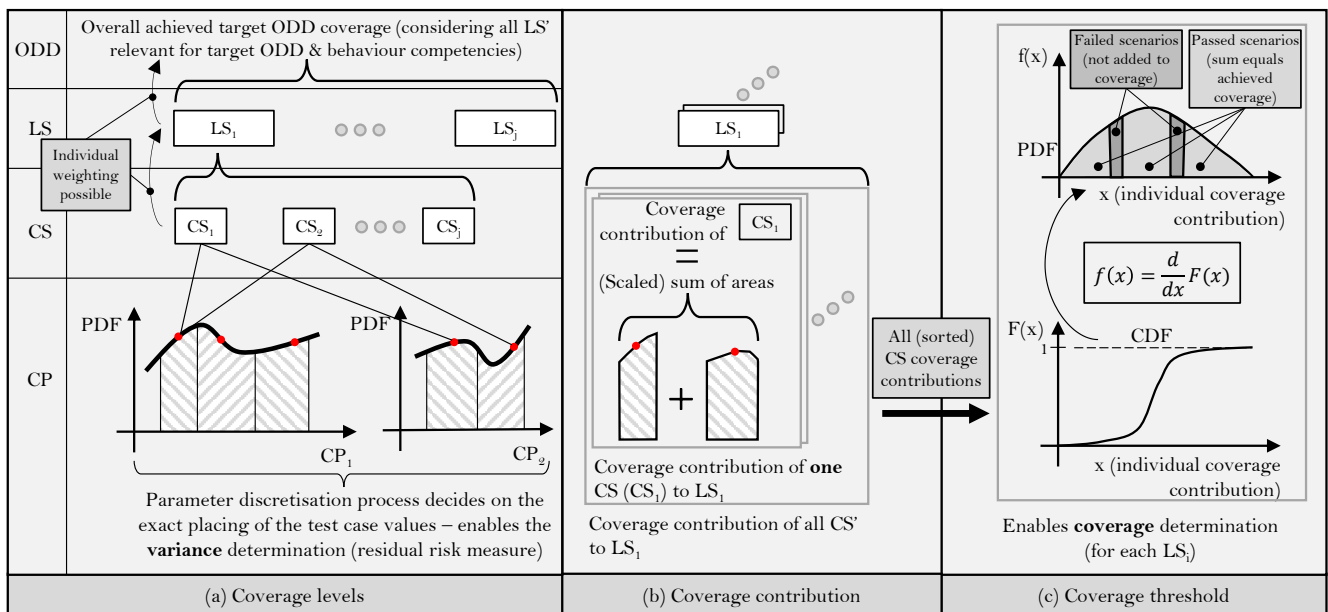 ODD
Overall achieved target ODD coverage (considering all LS'
relevant for target ODD & behaviour competencies)
LS
LS₁
LSⱼ
Individual
weighting
possible
CS
CS₁
CS₂
CSⱼ
CP
PDF
CP₁
PDF
CP₂
Parameter discretisation process decides on the
exact placing of the test case values – enables the
variance determination (residual risk measure)
(a) Coverage levels
LS₁
Coverage
contribution of
CS₁
=
(Scaled) sum of areas
+
Coverage contribution of one
CS (CS₁) to LS₁
Coverage contribution of all CS'
to LS₁
(b) Coverage contribution
All (sorted)
CS coverage
contributions
f(x)
Failed scenarios
(not added to
coverage)
Passed scenarios
(sum equals
achieved
coverage)
PDF
x (individual coverage
contribution)
f(x) = d/dx F(x)
F(x)
1
CDF
x (individual coverage
contribution)
Enables coverage determination
(for each LSᵢ)
(c) Coverage threshold